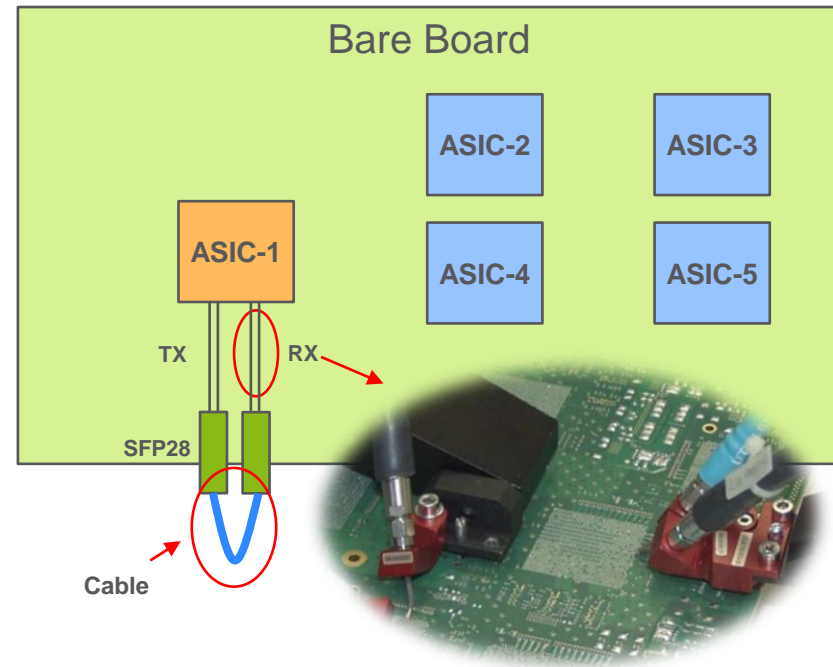 Bare Board
ASIC-2
ASIC-3
ASIC-1
ASIC-4
ASIC-5
TX
RX
SFP28
Cable